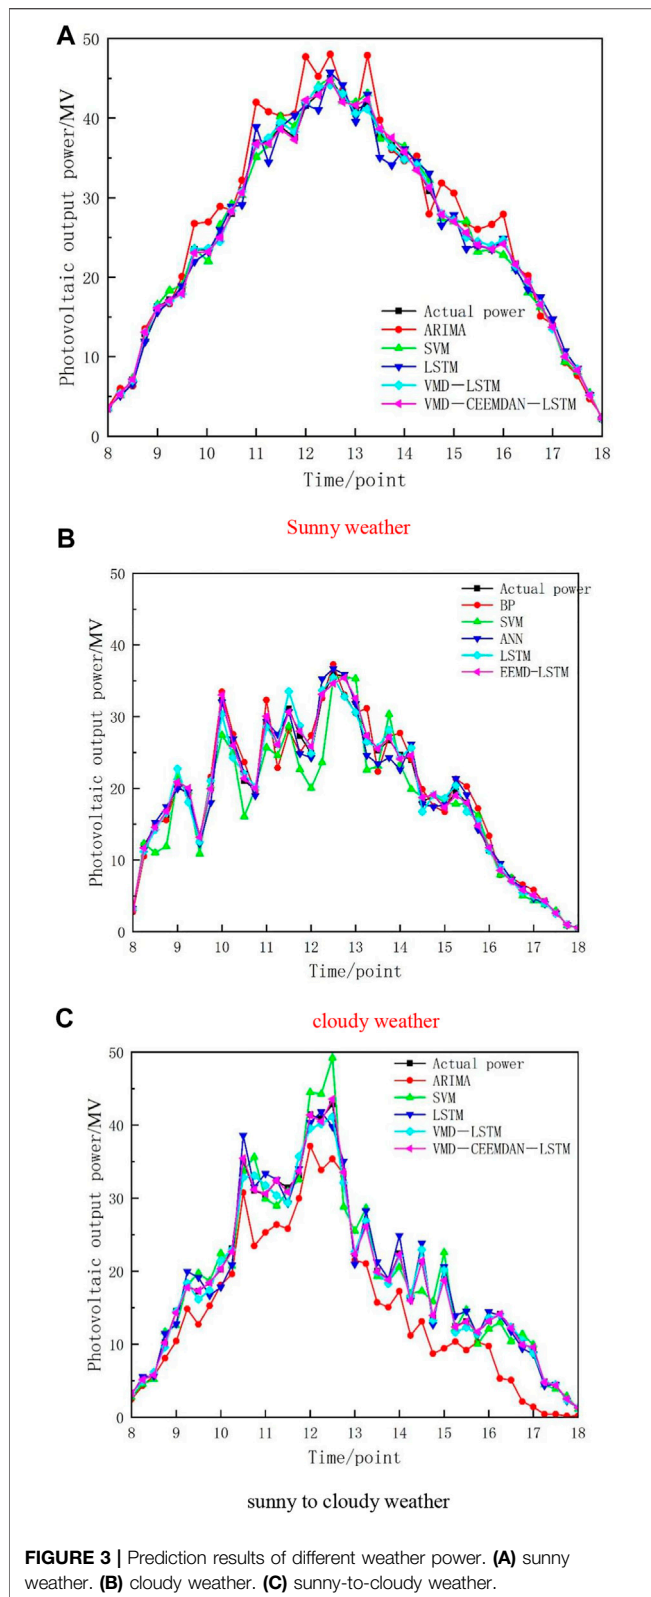 A
Photovoltaic output power/MV
50
40
30
20
10
0
Actual power
ARIMA
SVM
LSTM
VMD—LSTM
VMD—CEEMDAN—LSTM
8 9 10 11 12 13 14 15 16 17 18
Time/point
Sunny weather
B
Photovoltaic output power/MV
50
40
30
20
10
0
Actual power
BP
SVM
ANN
LSTM
EEMD-LSTM
8 9 10 11 12 13 14 15 16 17 18
Time/point
cloudy weather
C
Photovoltaic output power/MV
50
40
30
20
10
0
Actual power
ARIMA
SVM
LSTM
VMD—LSTM
VMD—CEEMDAN—LSTM
8 9 10 11 12 13 14 15 16 17 18
Time/point
sunny to cloudy weather
FIGURE 3 | Prediction results of different weather power. (A) sunny
weather. (B) cloudy weather. (C) sunny-to-cloudy weather.